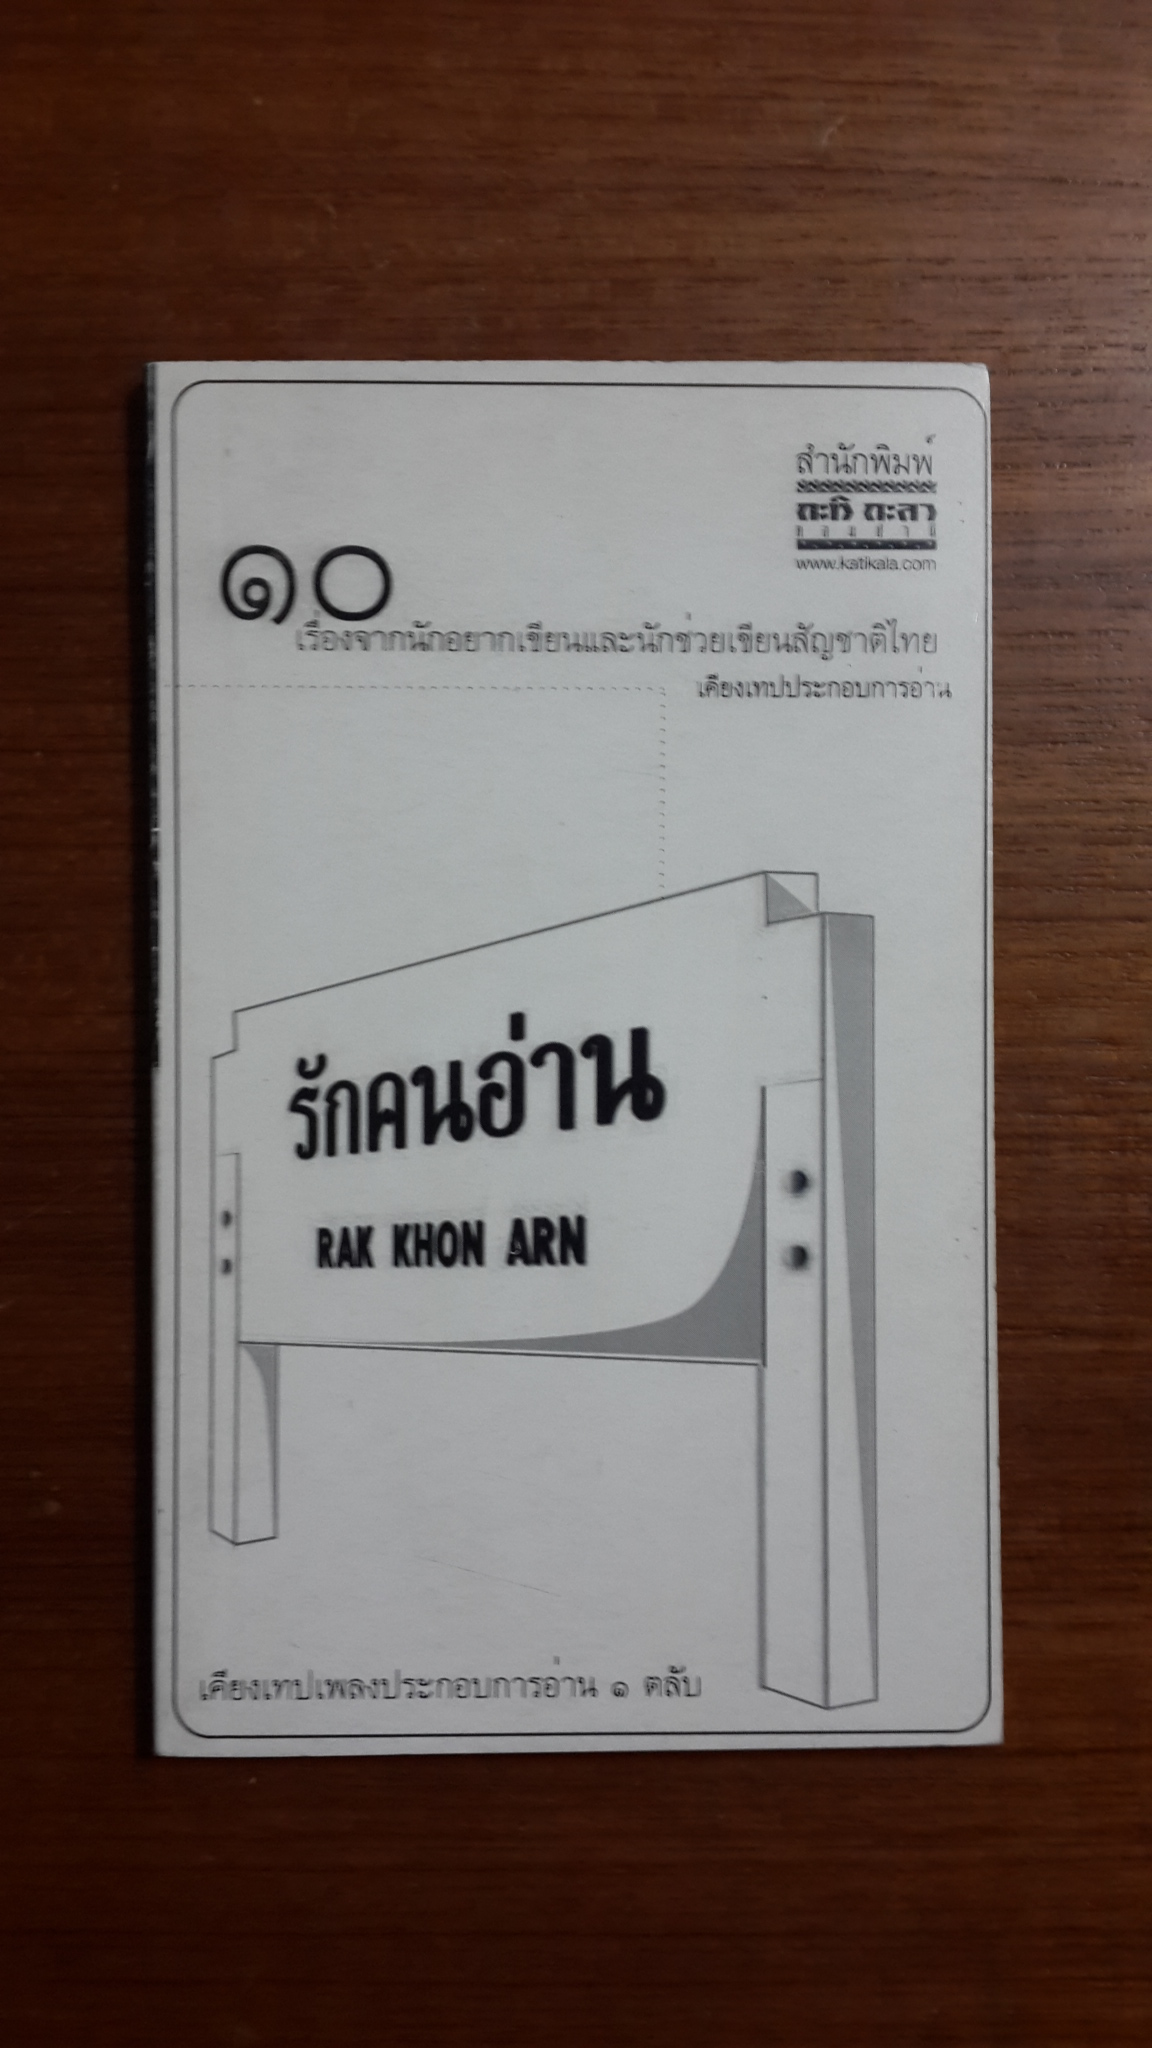 สำนักพิมพ์
กะทิ กะลา
www.katikala.com
๑๐
เรื่องจากนักอยากเขียนและนักช่วยเขียนสัญชาติไทย
เคียงเทปประกอบการอ่าน
รักคนอ่าน
RAK KHON ARN
เคียงเทปเพลงประกอบการอ่าน ๑ ตลับ